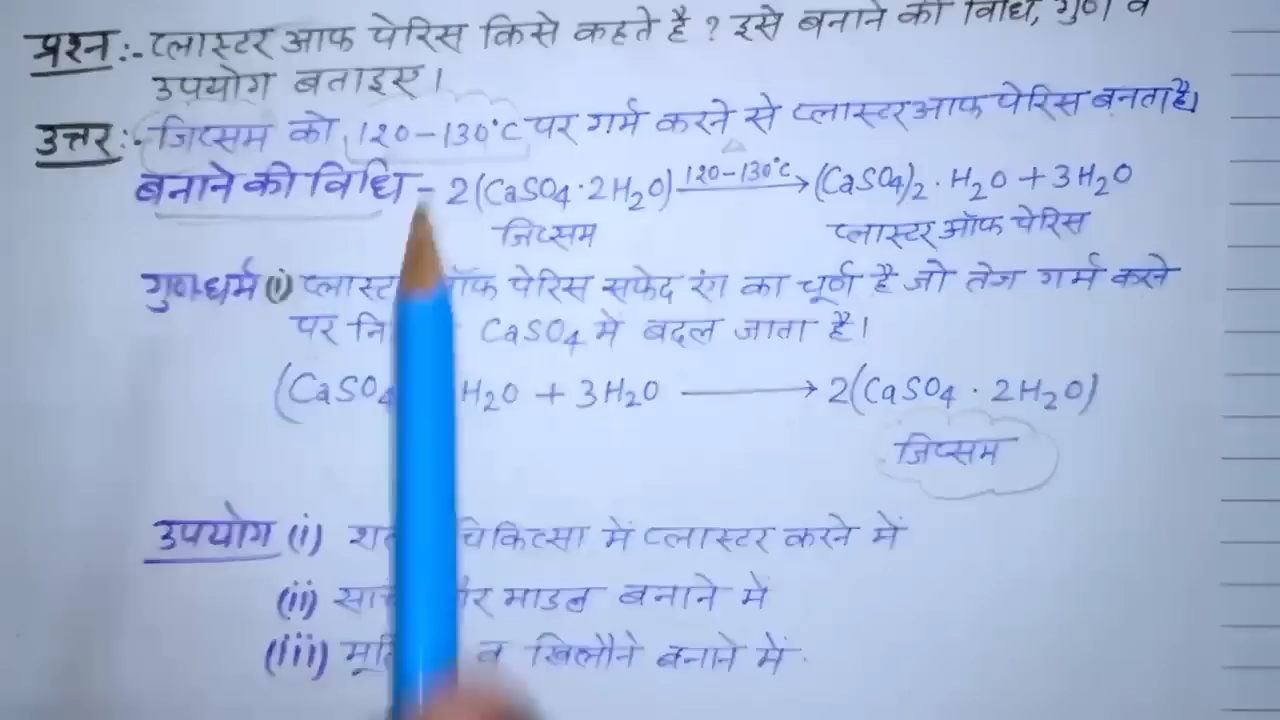 प्रश्न:- प्लास्टर आफ पेरिस किसे कहते है ? इसे बनाने की विधि, गुण व
उपयोग बताइए।
उत्तर:- जिप्सम को 120-130°C पर गर्म करने से प्लास्टर आफ पेरिस बनता है।
बनाने की विधि - 2(CaSO4·2H2O) 120-130°C → (CaSO4)2·H2O + 3H2O
जिप्सम प्लास्टर ऑफ पेरिस
गुणधर्म (i) ऑफ पेरिस सफेद रंग का चूर्ण है जो तेज गर्म करने
पर CaSO4 में बदल जाता है।
(CaSO4 H2O + 3H2O → 2(CaSO4·2H2O)
जिप्सम
उपयोग (i) चिकित्सा में प्लास्टर करने में
(ii) माडल बनाने में
(iii) व खिलौने बनाने में